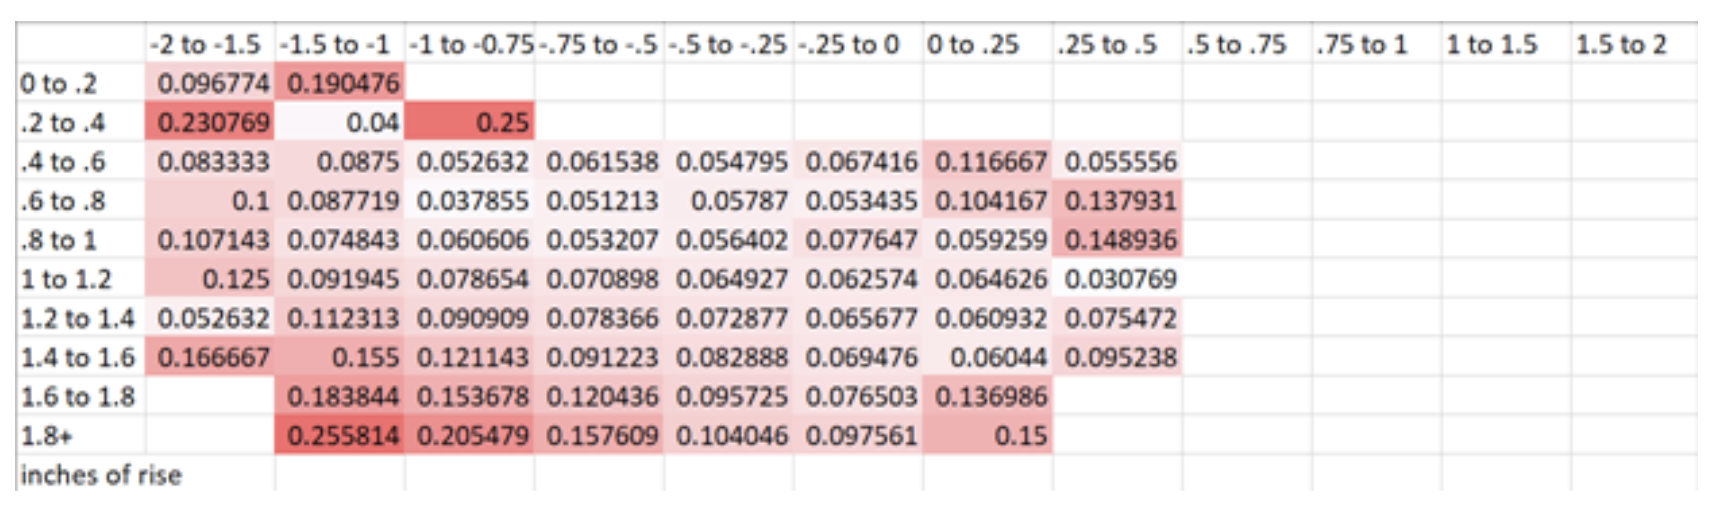 -2 to -1.5 -1.5 to -1 -1 to -0.75 -.75 to -.5 -.5 to -.25 -.25 to 0 0 to .25 .25 to .5 .5 to .75 .75 to 1 1 to 1.5 1.5 to 2
0 to .2 0.096774 0.190476
.2 to .4 0.230769 0.04 0.25
.4 to .6 0.083333 0.0875 0.052632 0.061538 0.054795 0.067416 0.116667 0.055556
.6 to .8 0.1 0.087719 0.037855 0.051213 0.05787 0.053435 0.104167 0.137931
.8 to 1 0.107143 0.074843 0.060606 0.053207 0.056402 0.077647 0.059259 0.148936
1 to 1.2 0.125 0.091945 0.078654 0.070898 0.064927 0.062574 0.064626 0.030769
1.2 to 1.4 0.052632 0.112313 0.090909 0.078366 0.072877 0.065677 0.060932 0.075472
1.4 to 1.6 0.166667 0.155 0.121143 0.091223 0.082888 0.069476 0.06044 0.095238
1.6 to 1.8 0.183844 0.153678 0.120436 0.095725 0.076503 0.136986
1.8+ 0.255814 0.205479 0.157609 0.104046 0.097561 0.15
inches of rise